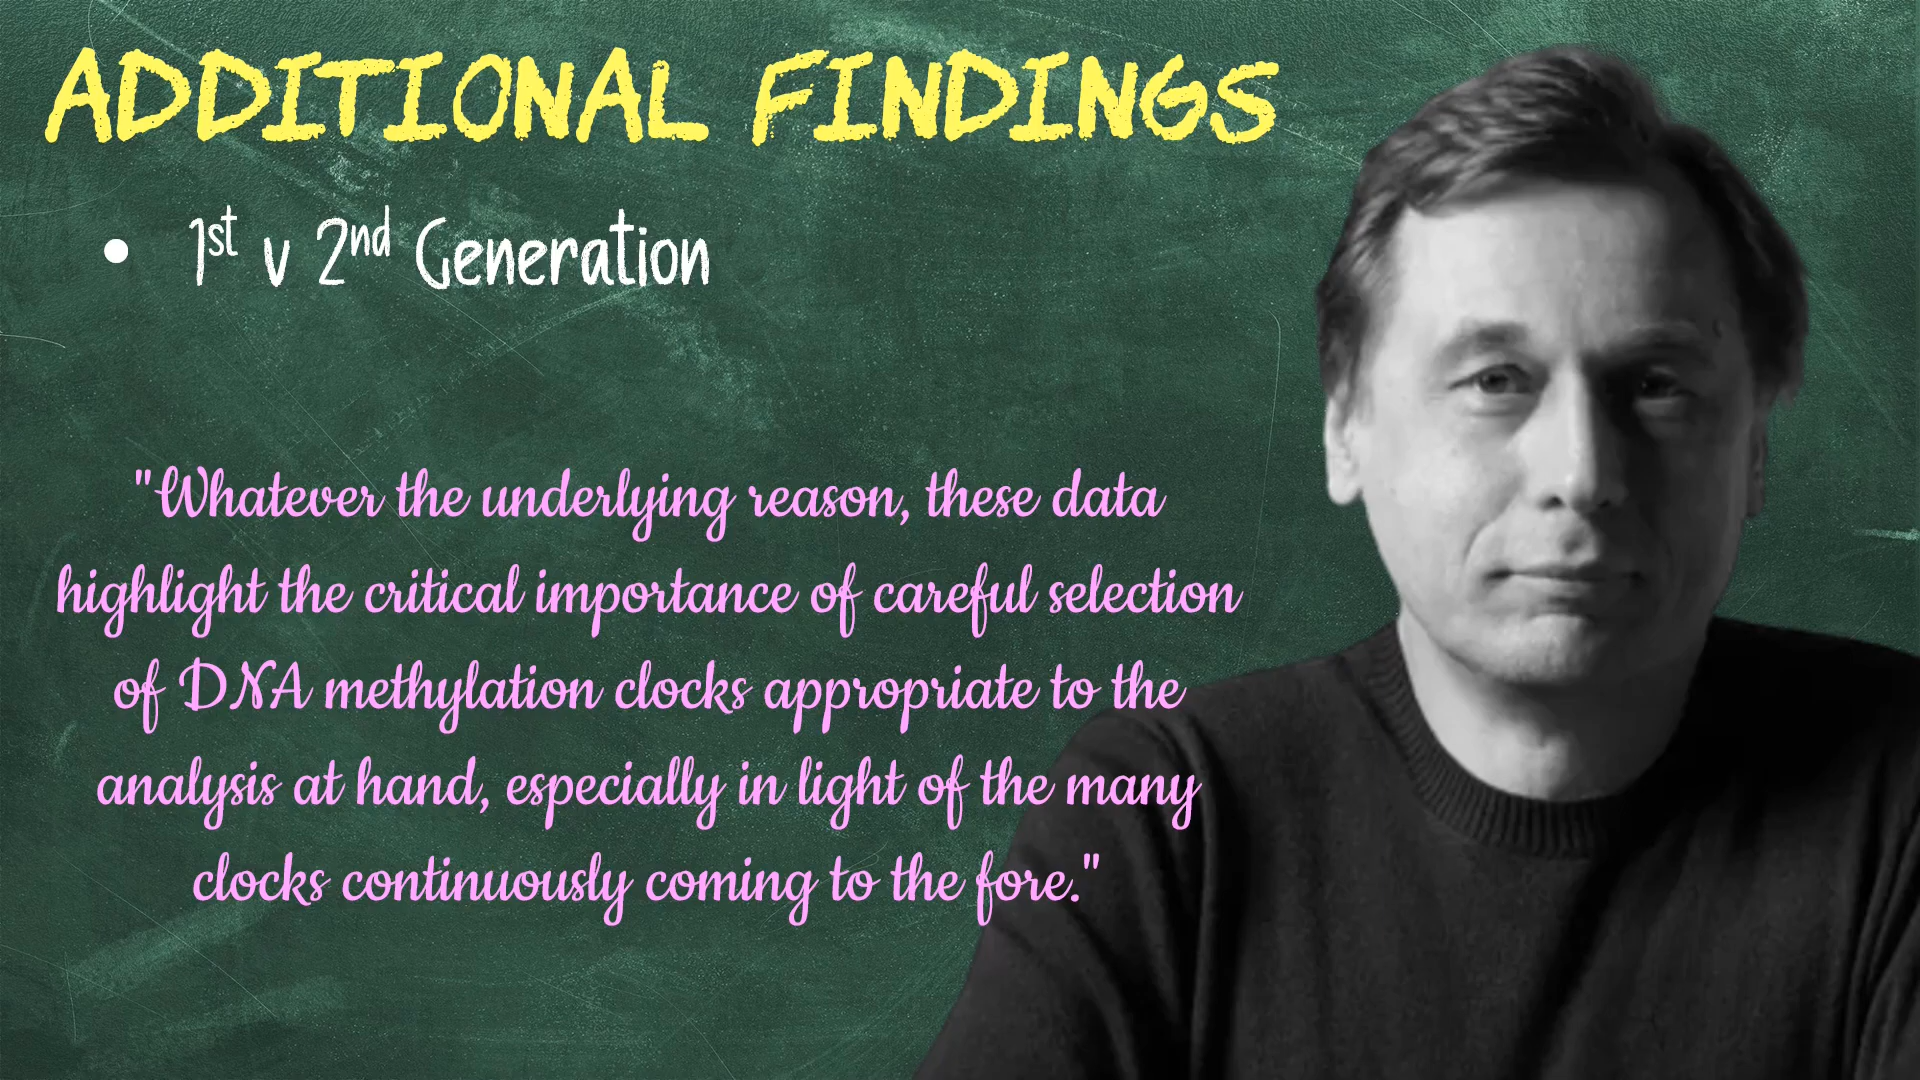 ADDITIONAL FINDINGS
• 1st v 2nd Generation
"Whatever the underlying reason, these data
highlight the critical importance of careful selection
of DNA methylation clocks appropriate to the
analysis at hand, especially in light of the many
clocks continuously coming to the fore."